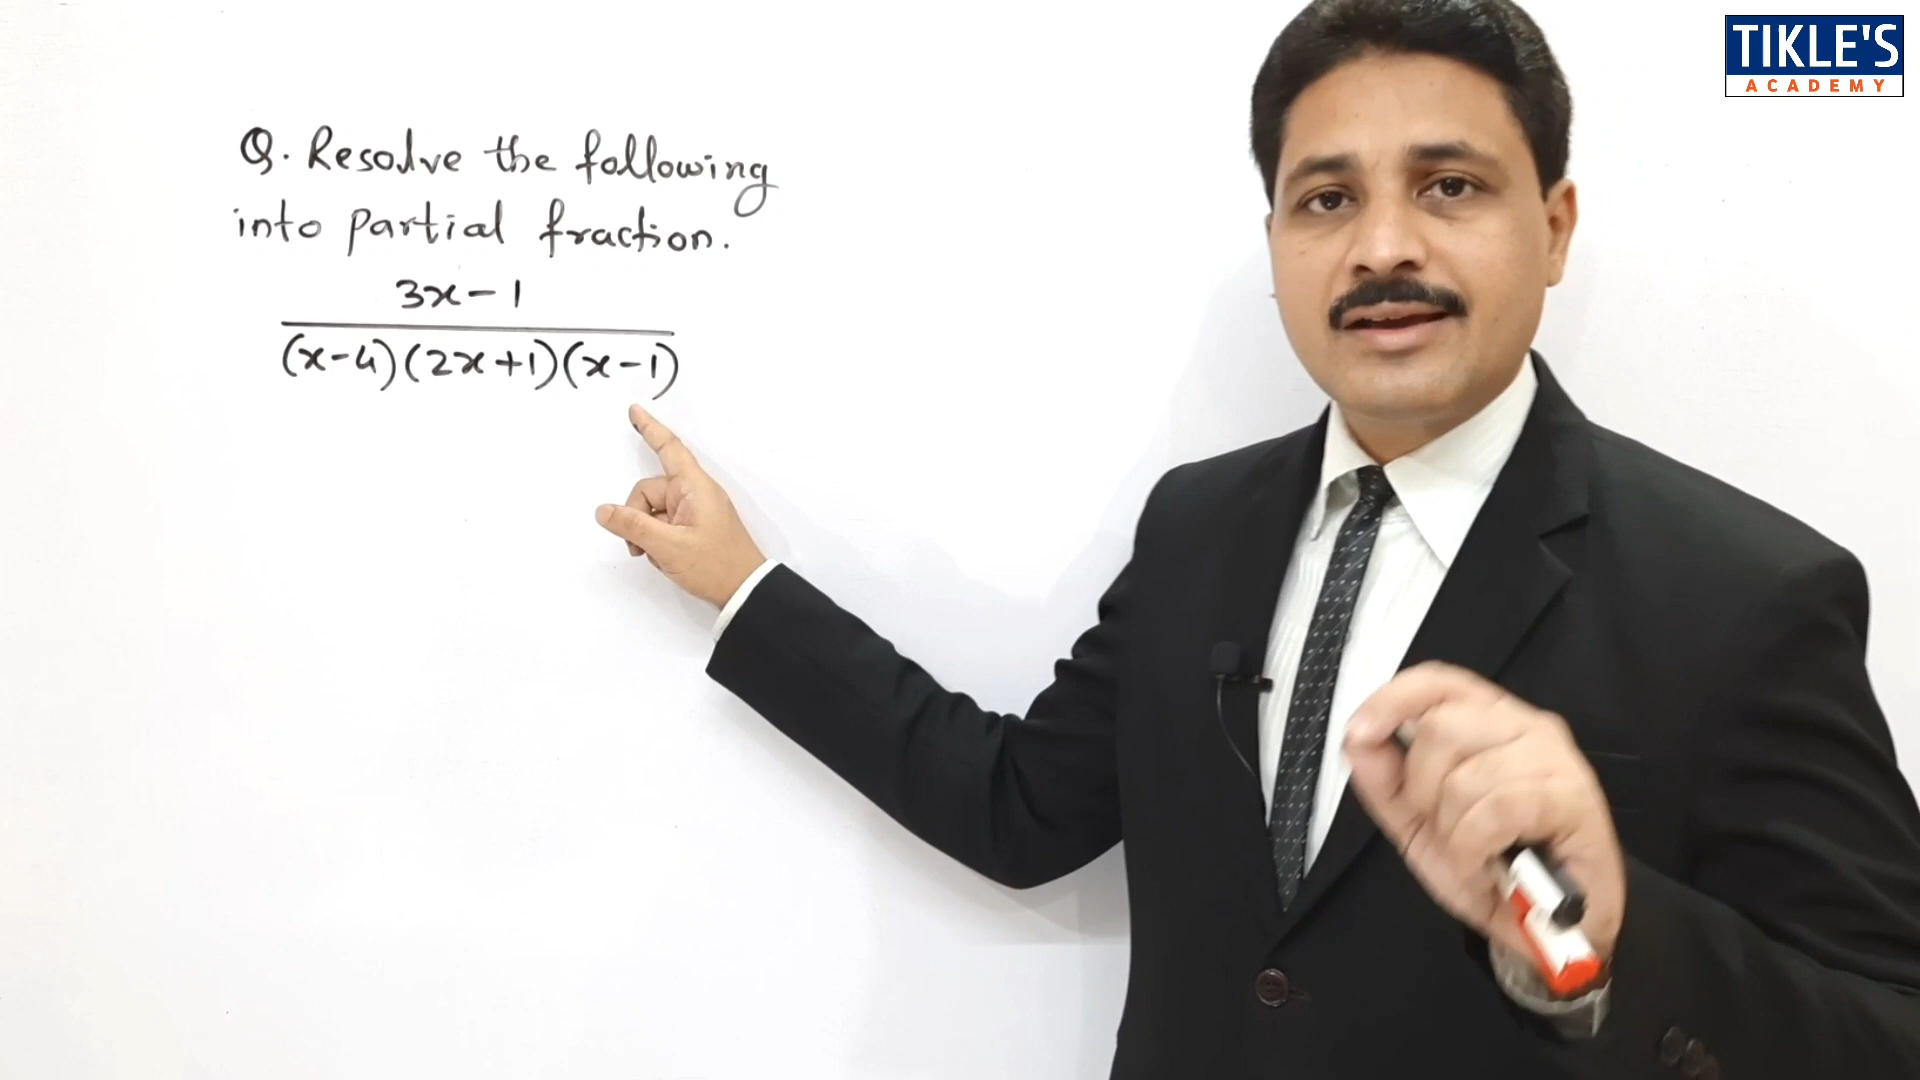 TIKLE'S
ACADEMY
Q. Resolve the following
into partial fraction.
3x-1
(x-4)(2x+1)(x-1)